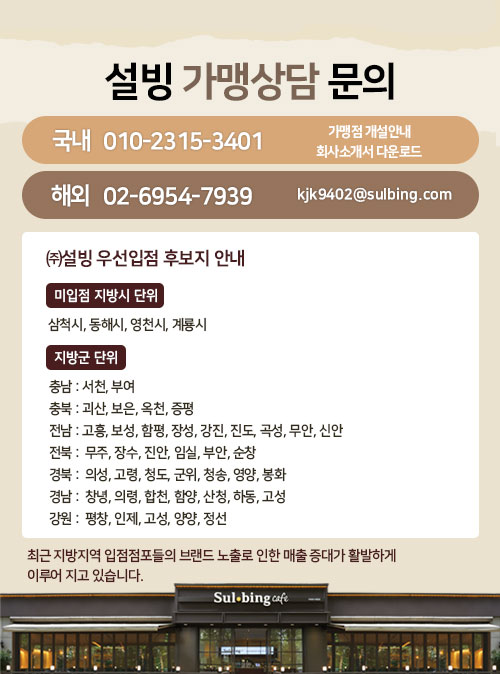 설빙 가맹상담 문의
국내 010-2315-3401
가맹점 개설안내
회사소개서 다운로드
해외 02-6954-7939
kjk9402@sulbing.com
㈜설빙 우선입점 후보지 안내
미입점 지방시 단위
삼척시, 동해시, 영천시, 계룡시
지방군 단위
충남 : 서천, 부여
충북 : 괴산, 보은, 옥천, 증평
전남 : 고흥, 보성, 함평, 장성, 강진, 진도, 곡성, 무안, 신안
전북 : 무주, 장수, 진안, 임실, 부안, 순창
경북 : 의성, 고령, 청도, 군위, 청송, 영양, 봉화
경남 : 창녕, 의령, 합천, 함양, 산청, 하동, 고성
강원 : 평창, 인제, 고성, 양양, 정선
최근 지방지역 입점점포들의 브랜드 노출로 인한 매출 증대가 활발하게
이루어 지고 있습니다.
Sul•bing cafe